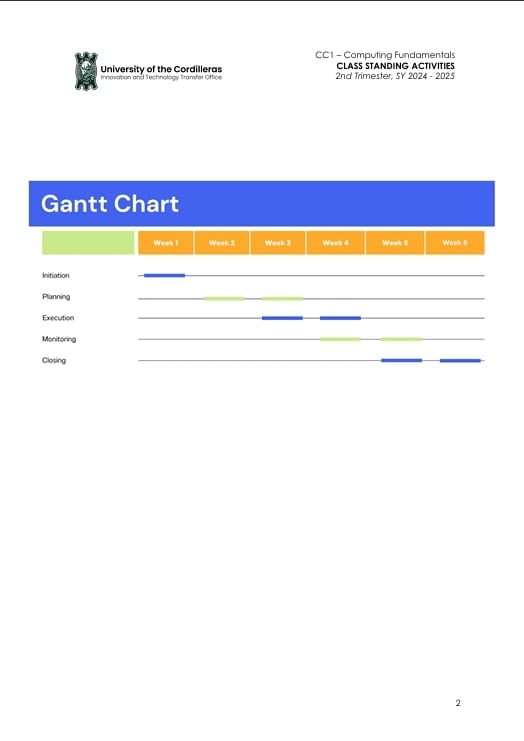 University of the Cordilleras
Innovation and Technology Transfer Office
CC1 – Computing Fundamentals
CLASS STANDING ACTIVITIES
2nd Trimester, SY 2024 - 2025
Gantt Chart
Week 1 Week 2 Week 3 Week 4 Week 5 Week 6
Initiation
Planning
Execution
Monitoring
Closing
2